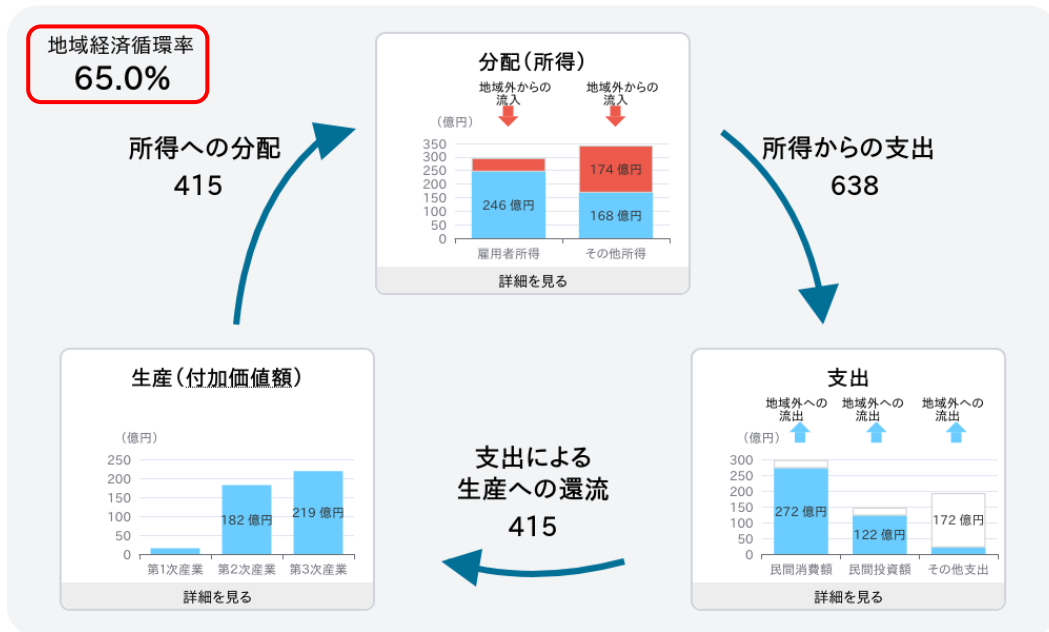 地域経済循環率
65.0%
所得への分配
415
分配(所得)
地域外からの
流入
地域外からの
流入
(億円)
350
300
250
200
150
100
50
0
246 億円
174 億円
168 億円
雇用者所得
その他所得
詳細を見る
所得からの支出
638
生産(付加価値額)
(億円)
250
200
150
100
50
0
182 億円
219 億円
第1次産業
第2次産業
第3次産業
詳細を見る
支出による
生産への還流
415
支出
地域外への
流出
地域外への
流出
地域外への
流出
(億円)
300
250
200
150
100
50
0
272 億円
122 億円
172 億円
民間消費額
民間投資額
その他支出
詳細を見る